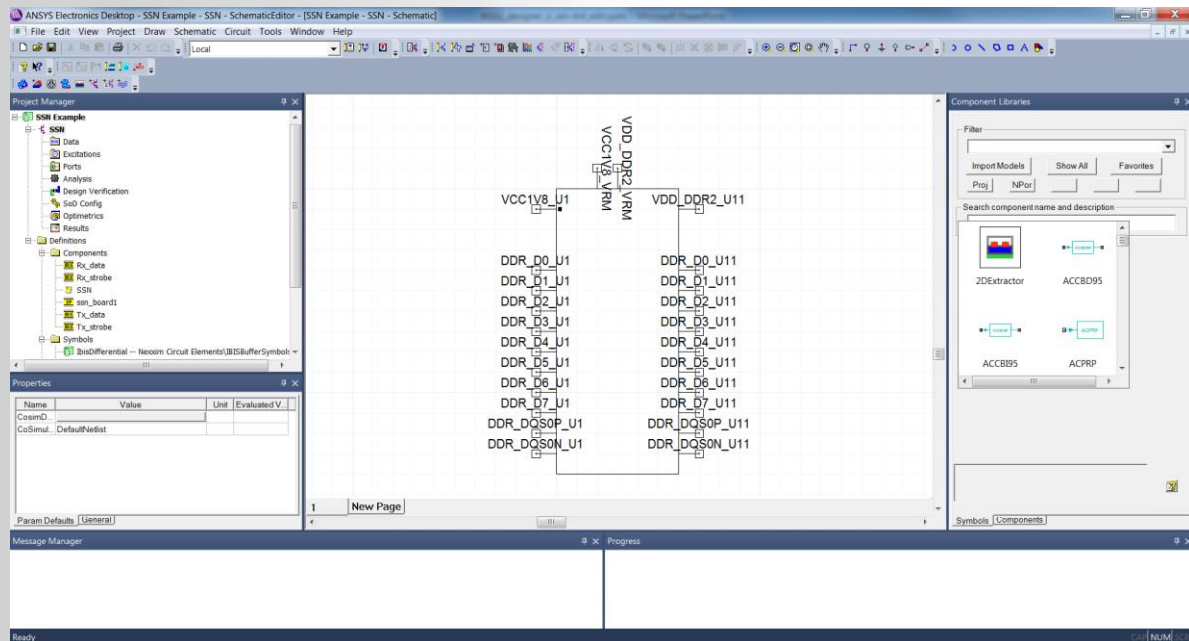 ANSYS Electronics Desktop - SSN Example - SSN - SchematicEditor - [SSN Example - SSN - Schematic]
File Edit View Project Draw Schematic Circuit Tools Window Help
Local
Project Manager
SSN Example
SSN
Data
Excitations
Ports
Analysis
Design Verification
SoD Config
Optimetrics
Results
Definitions
Components
Rx_data
Rx_strobe
SSN
ssn_board1
Tx_data
Tx_strobe
Symbols
IbisDifferential -- Nexxim Circuit Elements\IBISBufferSymbols
Properties
Name Value Unit Evaluated V...
CosimD...
CoSimul... DefaultNetlist
Param Defaults General
VCC1V8_VRM
VDD_DDR2_VRM
VCC1V8_U1 VDD_DDR2_U11
DDR_D0_U1 DDR_D0_U11
DDR_D1_U1 DDR_D1_U11
DDR_D2_U1 DDR_D2_U11
DDR_D3_U1 DDR_D3_U11
DDR_D4_U1 DDR_D4_U11
DDR_D5_U1 DDR_D5_U11
DDR_D6_U1 DDR_D6_U11
DDR_D7_U1 DDR_D7_U11
DDR_DQS0P_U1 DDR_DQS0P_U11
DDR_DQS0N_U1 DDR_DQS0N_U11
1 New Page
Component Libraries
Filter
Import Models Show All Favorites
Proj NPor
Search component name and description
2DExtractor ACCBD95
ACCBI95 ACPRP
Symbols Components
Message Manager
Progress
Ready
CAP NUM SCR